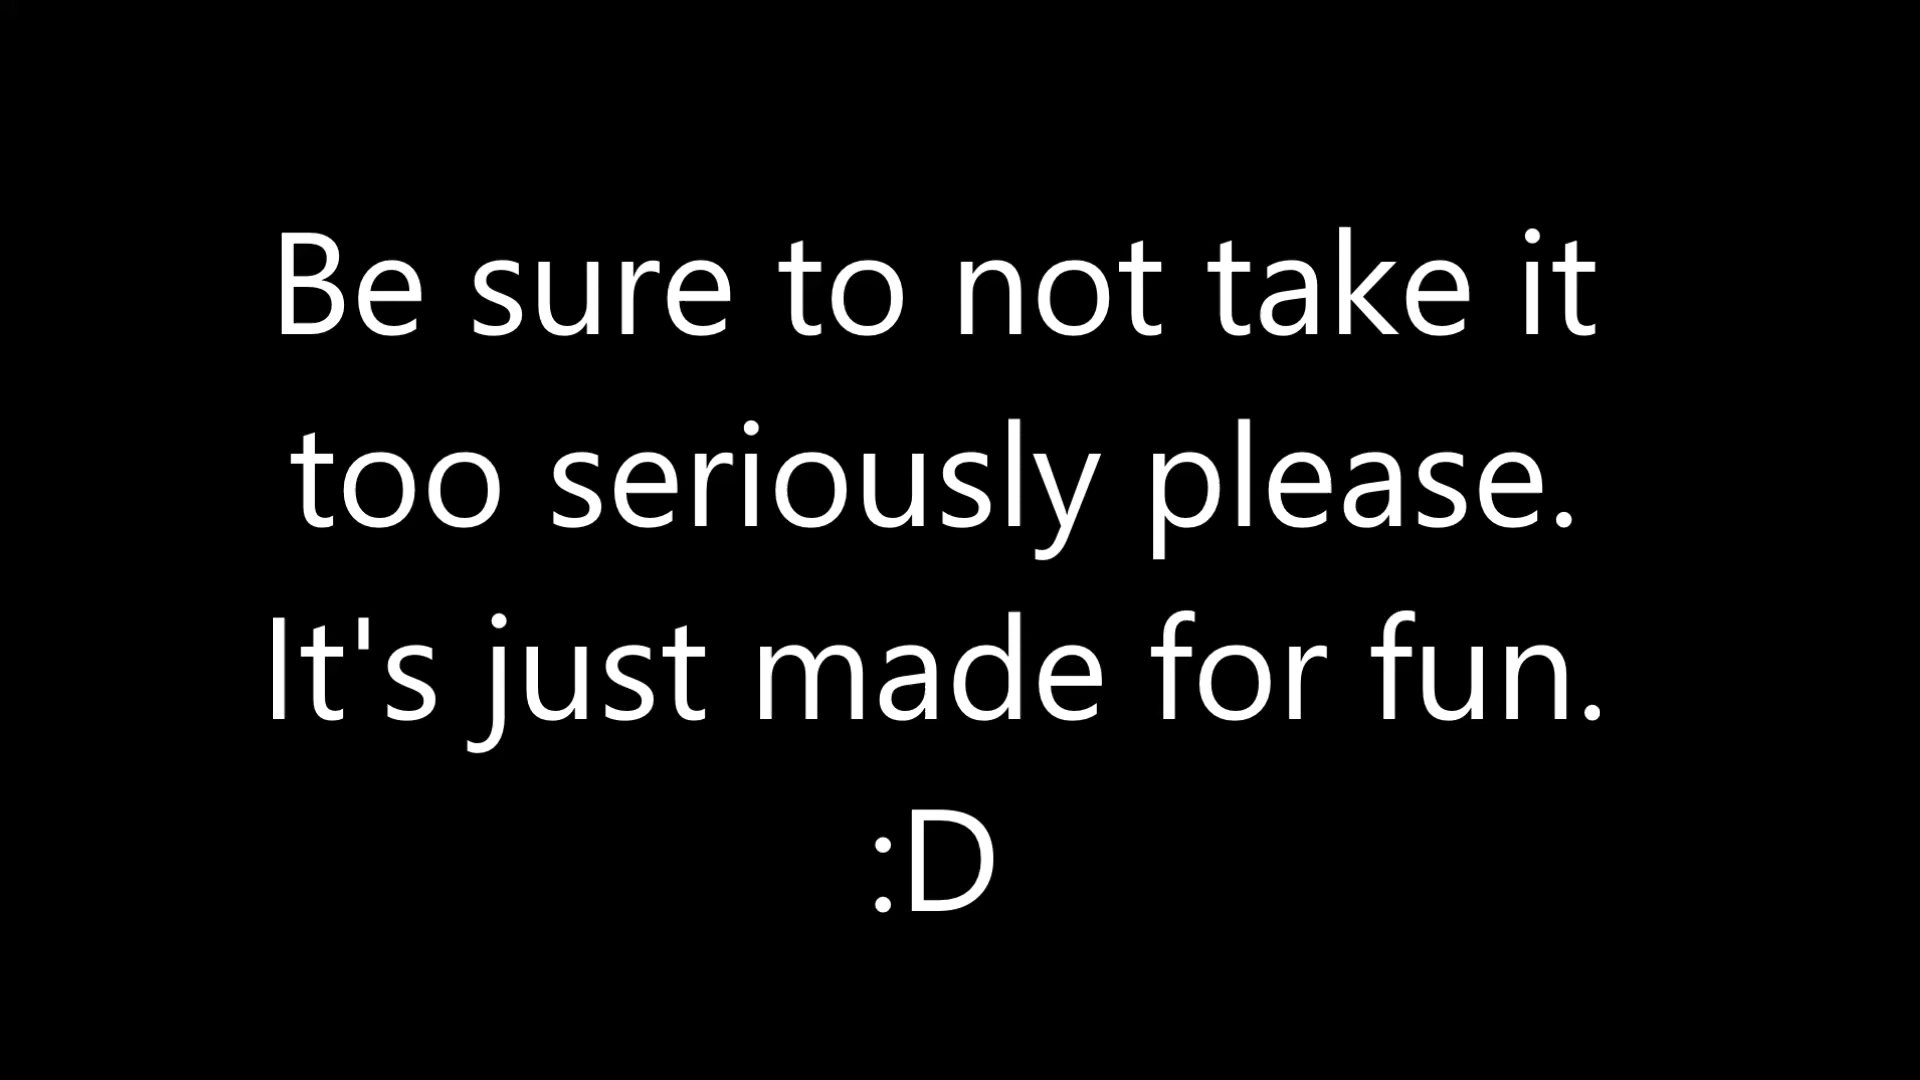 Be sure to not take it
too seriously please.
It's just made for fun.
:D